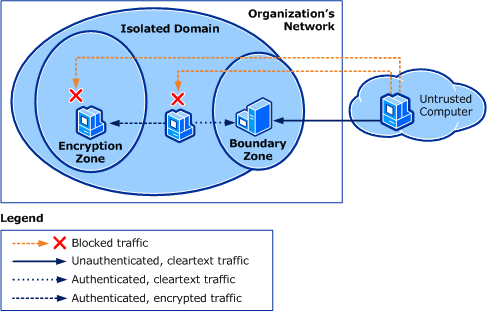 Organization's
Network
Isolated Domain
Untrusted
Computer
Encryption
Zone
Boundary
Zone
Legend
Blocked traffic
Unauthenticated, cleartext traffic
Authenticated, cleartext traffic
Authenticated, encrypted traffic